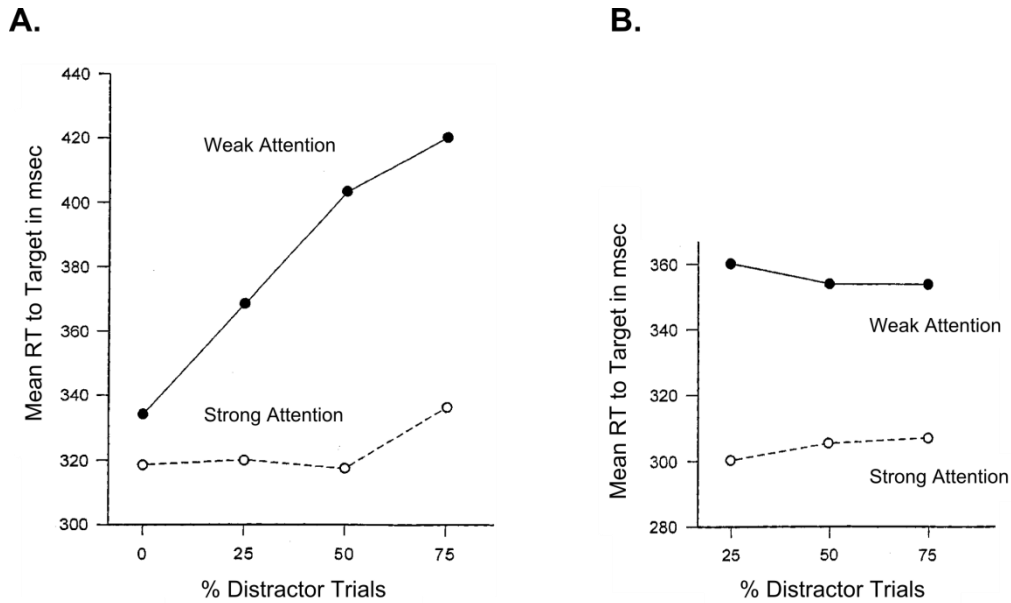 A.
Mean RT to Target in msec
440
420
400
380
360
340
320
300
Weak Attention
Strong Attention
0 25 50 75
% Distractor Trials
B.
Mean RT to Target in msec
360
340
320
300
280
Weak Attention
Strong Attention
25 50 75
% Distractor Trials